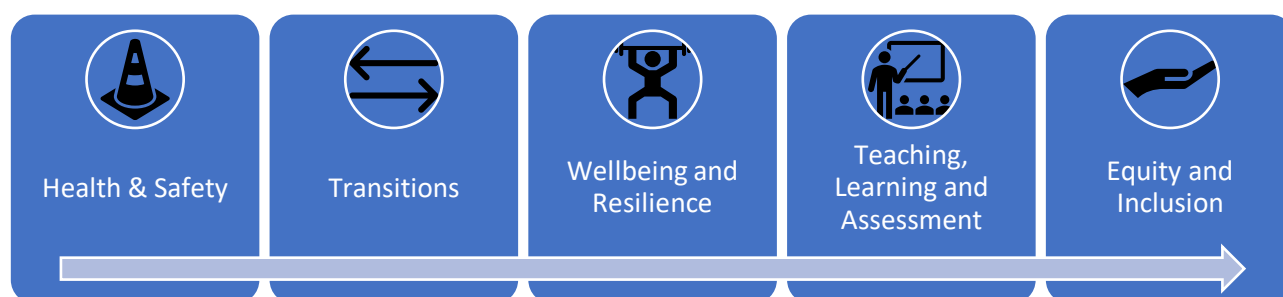 Health & Safety
Transitions
Wellbeing and
Resilience
Teaching,
Learning and
Assessment
Equity and
Inclusion